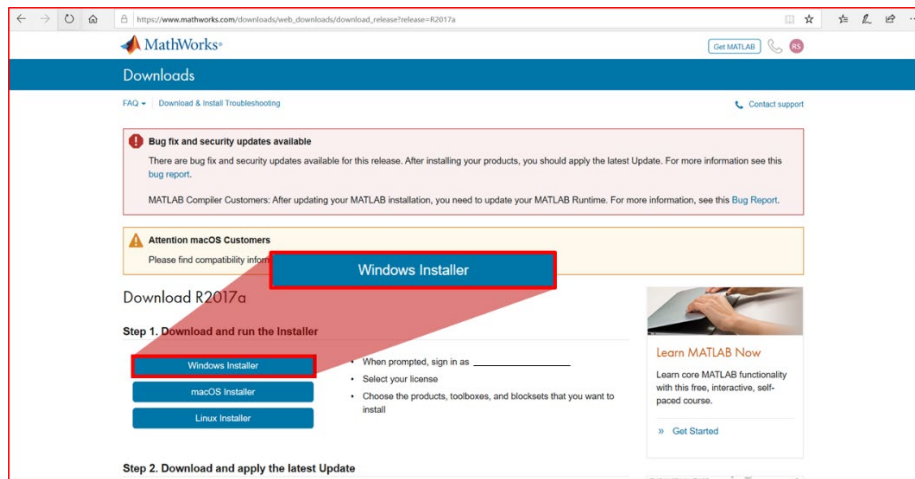 https://www.mathworks.com/downloads/web_downloads/download_release?release=R2017a
MathWorks®
Get MATLAB
RS
Downloads
FAQ
Download & Install Troubleshooting
Contact support
Bug fix and security updates available
There are bug fix and security updates available for this release. After installing your products, you should apply the latest Update. For more information see this
bug report.
MATLAB Compiler Customers: After updating your MATLAB installation, you need to update your MATLAB Runtime. For more information, see this Bug Report.
Attention macOS Customers
Please find compatibility
Windows Installer
Download R2017a
Step 1. Download and run the Installer
Windows Installer
macOS Installer
Linux Installer
• When prompted, sign in as
• Select your license
• Choose the products, toolboxes, and blocksets that you want to
install
Learn MATLAB Now
Learn core MATLAB functionality
with this free, interactive, self-
paced course.
» Get Started
Step 2. Download and apply the latest Update